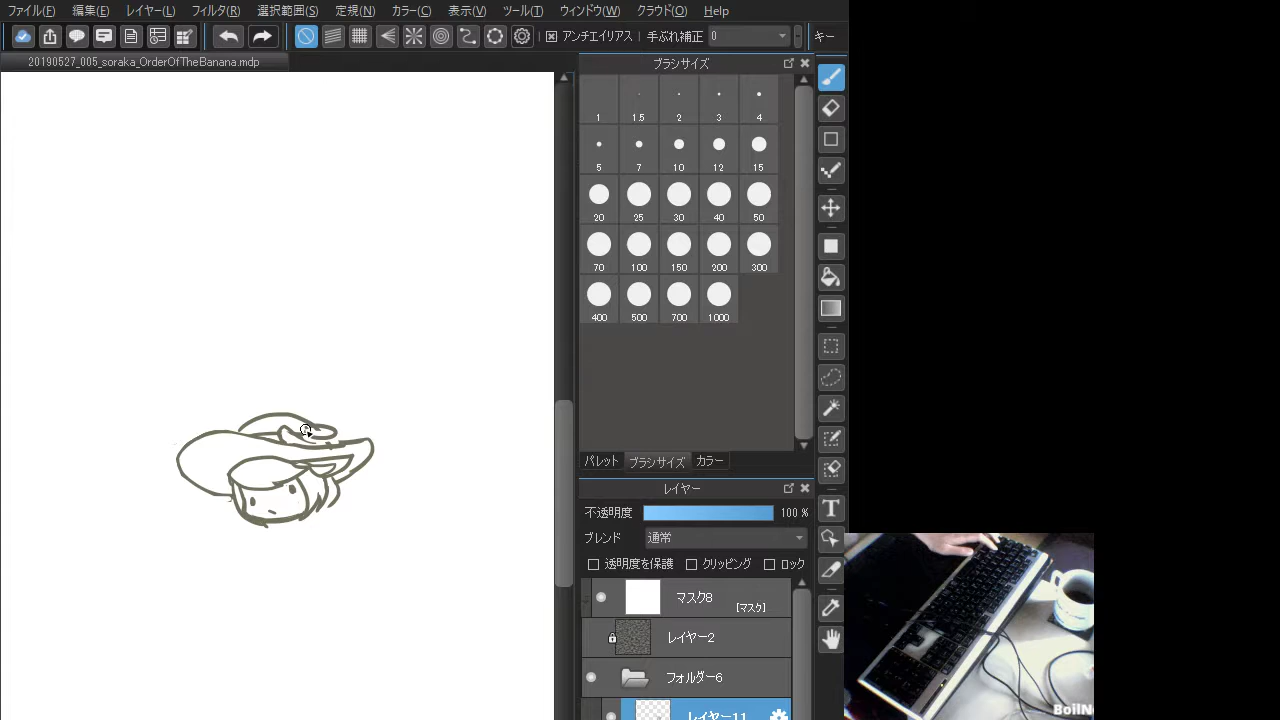 ファイル(F) 編集(E) レイヤー(L) フィルタ(R) 選択範囲(S) 定規(N) カラー(C) 表示(V) ツール(T) ウィンドウ(W) クラウド(O) Help
アンチエイリアス 手ぶれ補正 0 キー
20190527_005_soraka_OrderOfTheBanana.mdp
ブラシサイズ
1 1.5 2 3 4
5 7 10 12 15
20 25 30 40 50
70 100 150 200 300
400 500 700 1000
パレット ブラシサイズ カラー
レイヤー
不透明度 100 %
ブレンド 通常
透明度を保護 クリッピング ロック
マスク8
[マスク]
レイヤー2
フォルダー6
レイヤー11